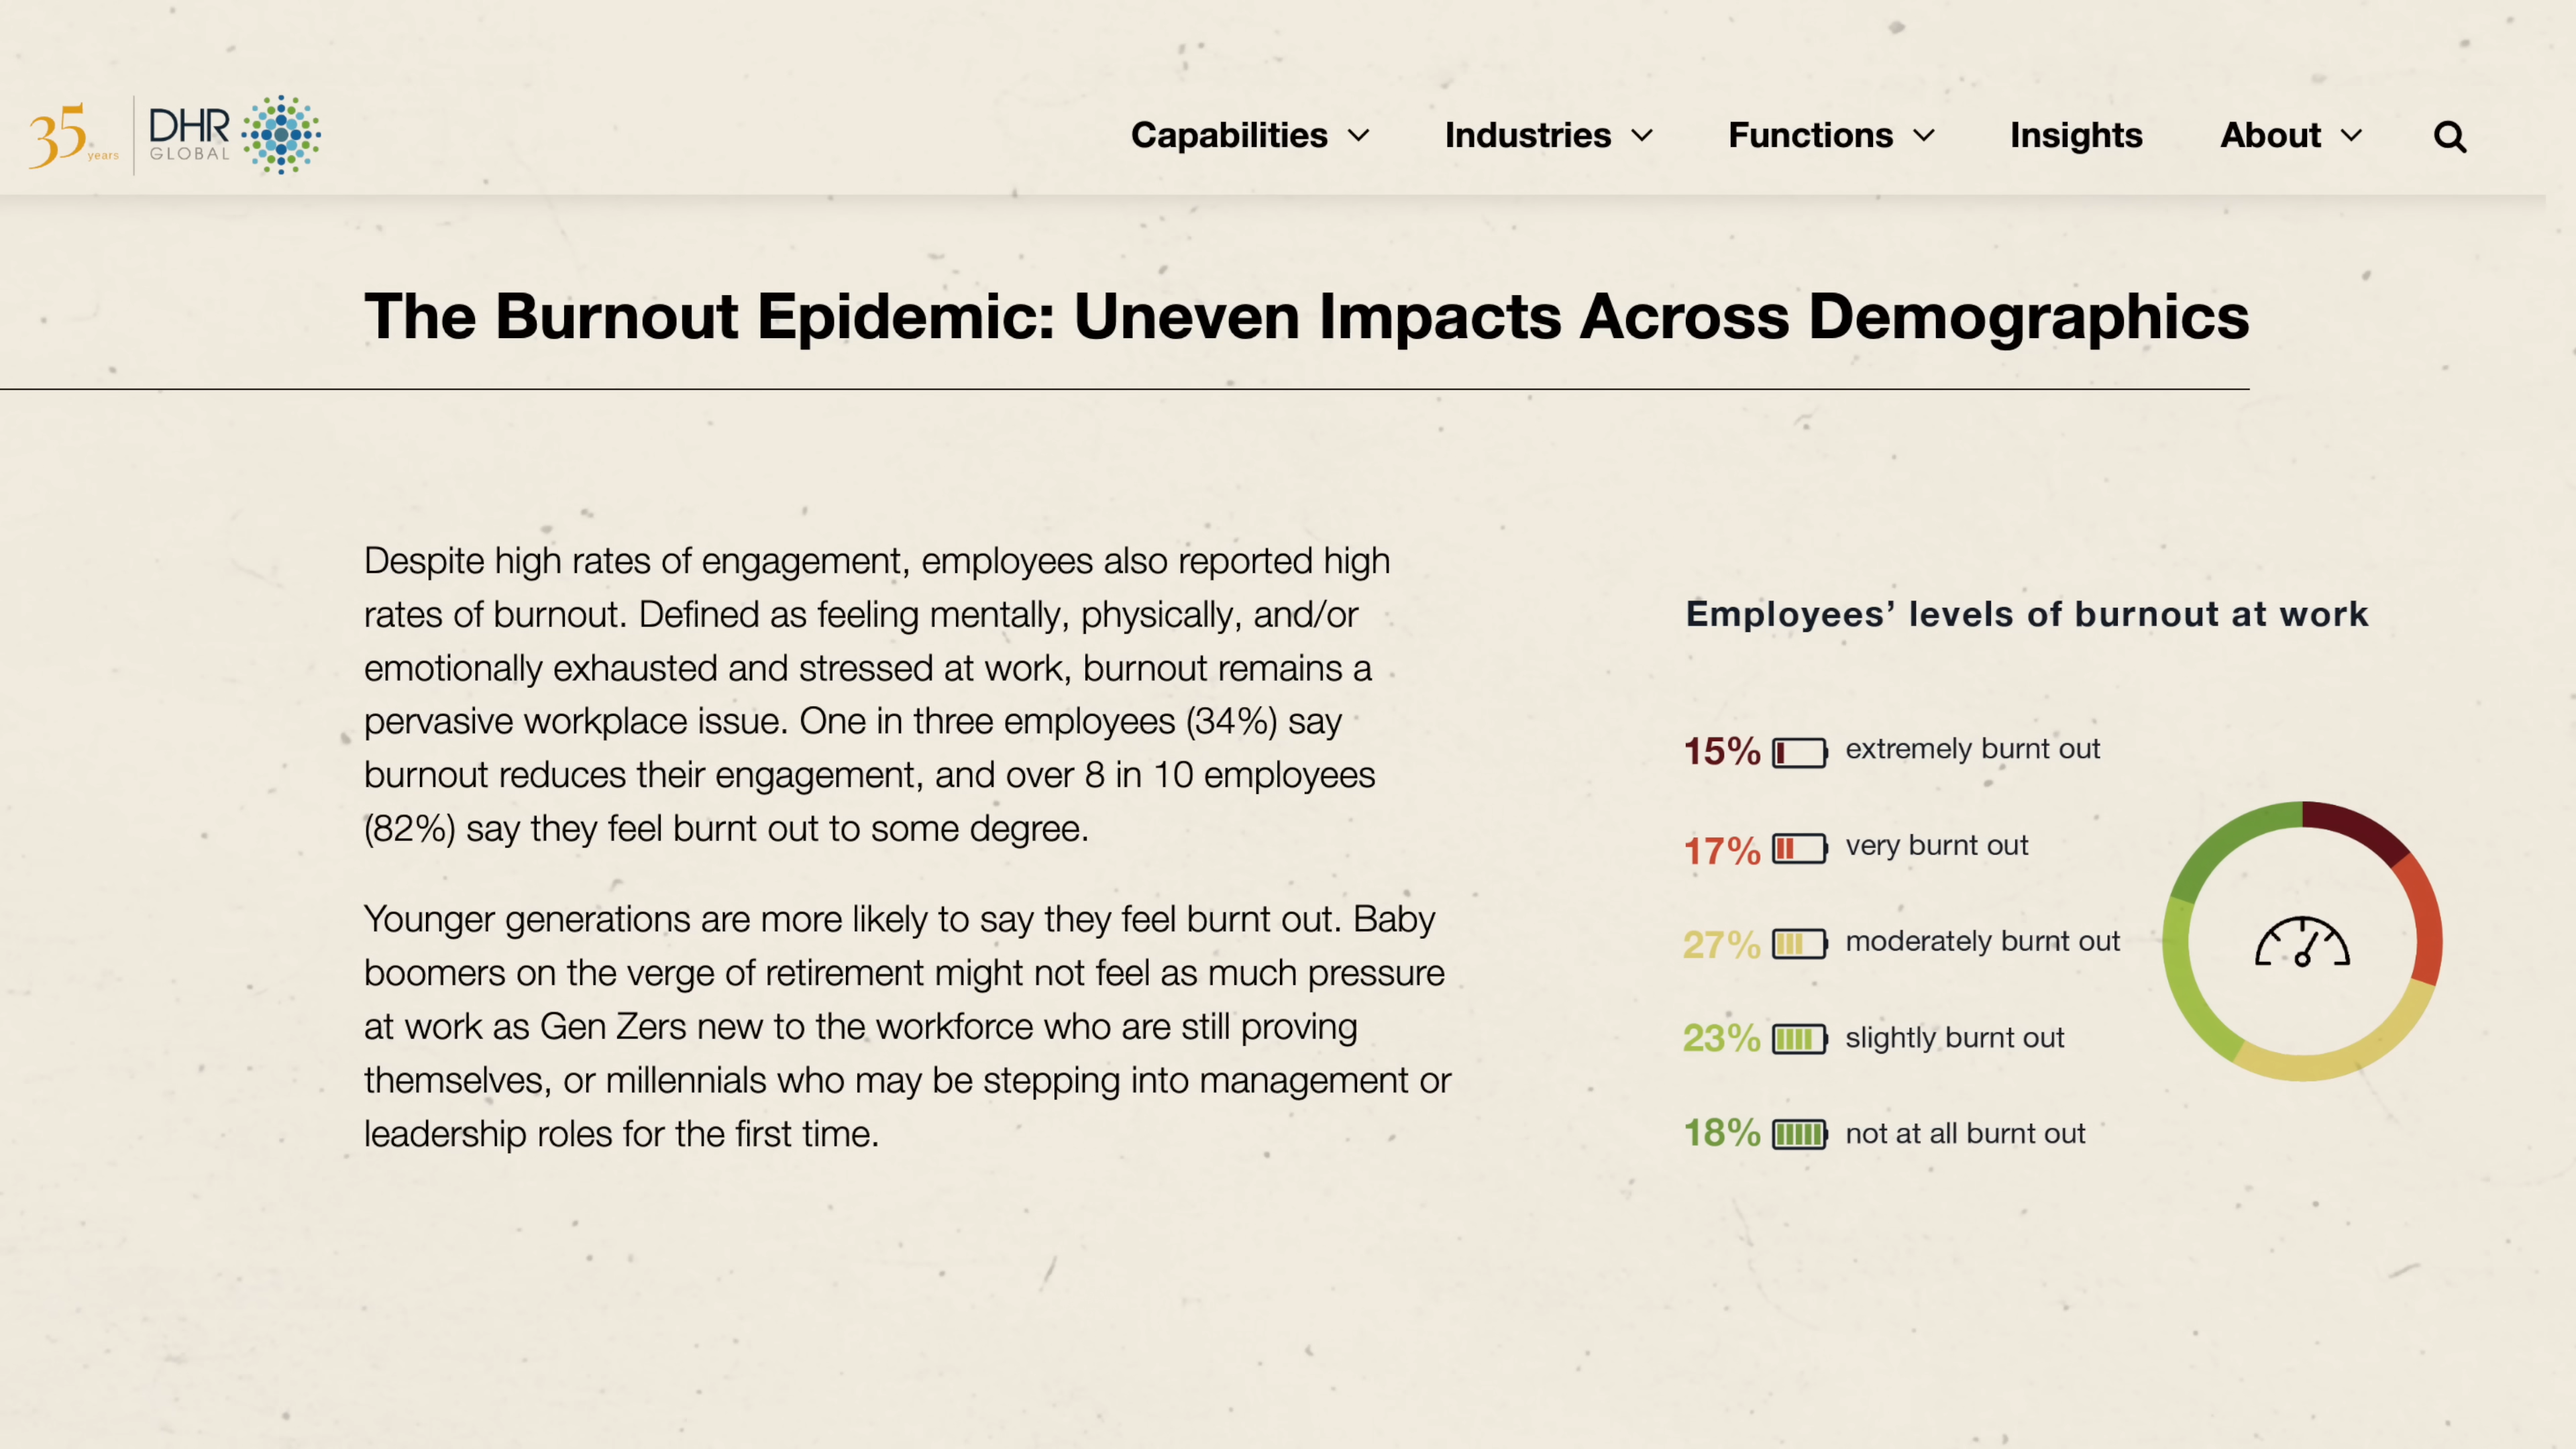 35 years
DHR
GLOBAL
Capabilities
Industries
Functions
Insights
About
The Burnout Epidemic: Uneven Impacts Across Demographics
Despite high rates of engagement, employees also reported high
rates of burnout. Defined as feeling mentally, physically, and/or
emotionally exhausted and stressed at work, burnout remains a
pervasive workplace issue. One in three employees (34%) say
burnout reduces their engagement, and over 8 in 10 employees
(82%) say they feel burnt out to some degree.
Younger generations are more likely to say they feel burnt out. Baby
boomers on the verge of retirement might not feel as much pressure
at work as Gen Zers new to the workforce who are still proving
themselves, or millennials who may be stepping into management or
leadership roles for the first time.
Employees’ levels of burnout at work
15% extremely burnt out
17% very burnt out
27% moderately burnt out
23% slightly burnt out
18% not at all burnt out